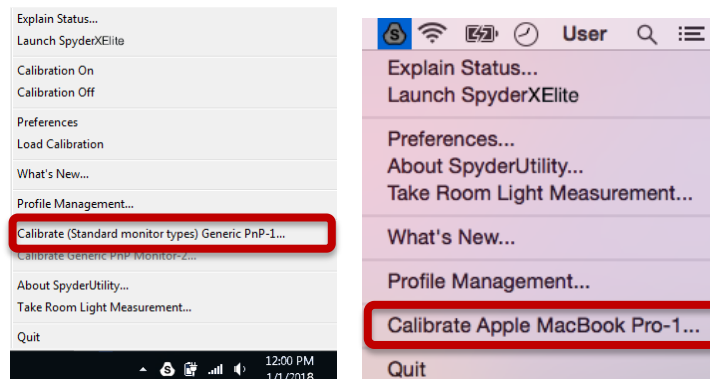 Explain Status...
Launch SpyderXElite
Calibration On
Calibration Off
Preferences
Load Calibration
What's New...
Profile Management...
Calibrate (Standard monitor types) Generic PnP-1...
Calibrate Generic PnP Monitor-2...
About SpyderUtility...
Take Room Light Measurement...
Quit
S
12:00 PM
1/1/2018
S
User
Explain Status...
Launch SpyderXElite
Preferences...
About SpyderUtility...
Take Room Light Measurement...
What's New...
Profile Management...
Calibrate Apple MacBook Pro-1...
Quit